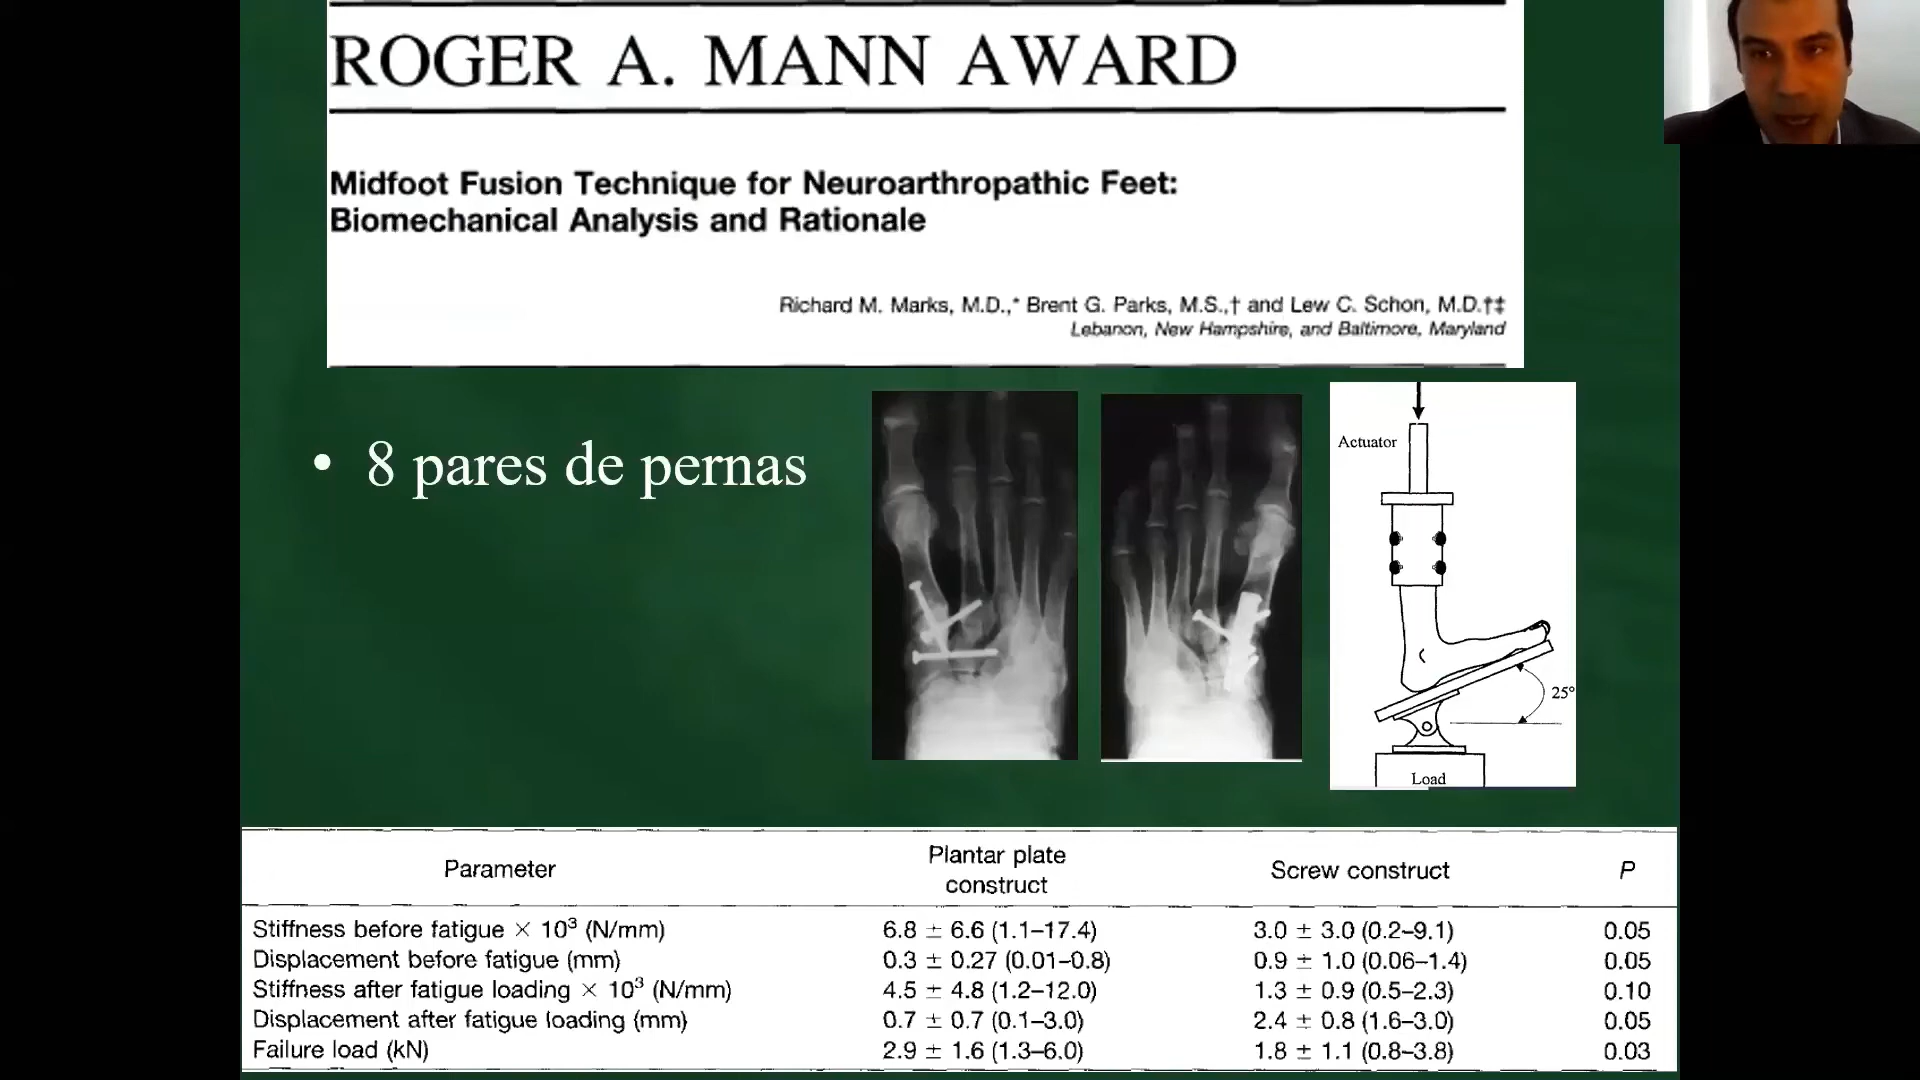 ROGER A. MANN AWARD
Midfoot Fusion Technique for Neuroarthropathic Feet:
Biomechanical Analysis and Rationale
Richard M. Marks, M.D.,* Brent G. Parks, M.S.,† and Lew C. Schon, M.D.†‡
Lebanon, New Hampshire, and Baltimore, Maryland
• 8 pares de pernas
Actuator
25°
Load
Parameter Plantar plate construct Screw construct P
Stiffness before fatigue × 10³ (N/mm) 6.8 ± 6.6 (1.1–17.4) 3.0 ± 3.0 (0.2–9.1) 0.05
Displacement before fatigue (mm) 0.3 ± 0.27 (0.01–0.8) 0.9 ± 1.0 (0.06–1.4) 0.05
Stiffness after fatigue loading × 10³ (N/mm) 4.5 ± 4.8 (1.2–12.0) 1.3 ± 0.9 (0.5–2.3) 0.10
Displacement after fatigue loading (mm) 0.7 ± 0.7 (0.1–3.0) 2.4 ± 0.8 (1.6–3.0) 0.05
Failure load (kN) 2.9 ± 1.6 (1.3–6.0) 1.8 ± 1.1 (0.8–3.8) 0.03